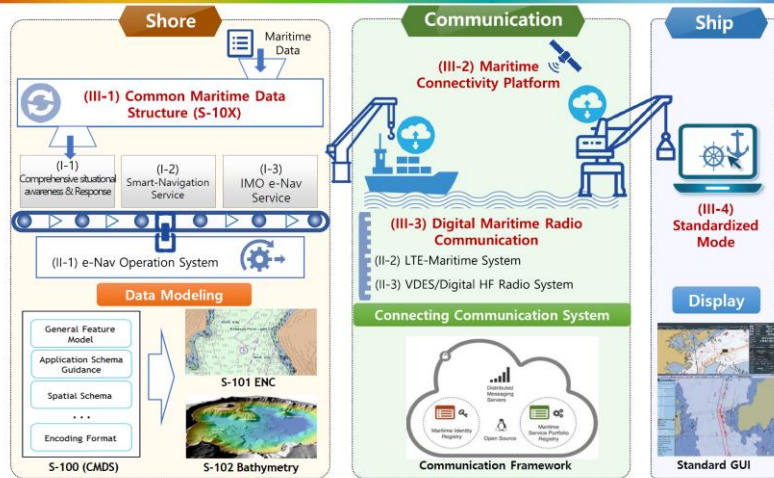 Shore
Maritime
Data
(III-1) Common Maritime Data
Structure (S-10X)
(I-1)
Comprehensive situational
awareness & Response
(I-2)
Smart-Navigation
Service
(I-3)
IMO e-Nav
Service
(II-1) e-Nav Operation System
Data Modeling
General Feature
Model
Application Schema
Guidance
Spatial Schema
...
Encoding Format
S-100 (CMDS)
S-101 ENC
S-102 Bathymetry
Communication
(III-2) Maritime
Connectivity Platform
(III-3) Digital Maritime Radio
Communication
(II-2) LTE-Maritime System
(II-3) VDES/Digital HF Radio System
Connecting Communication System
Distributed
Messaging
Servers
Maritime Identity
Registry
Open Source
Maritime
Service Portfolio
Registry
Communication Framework
Ship
(III-4)
Standardized
Mode
Display
Standard GUI